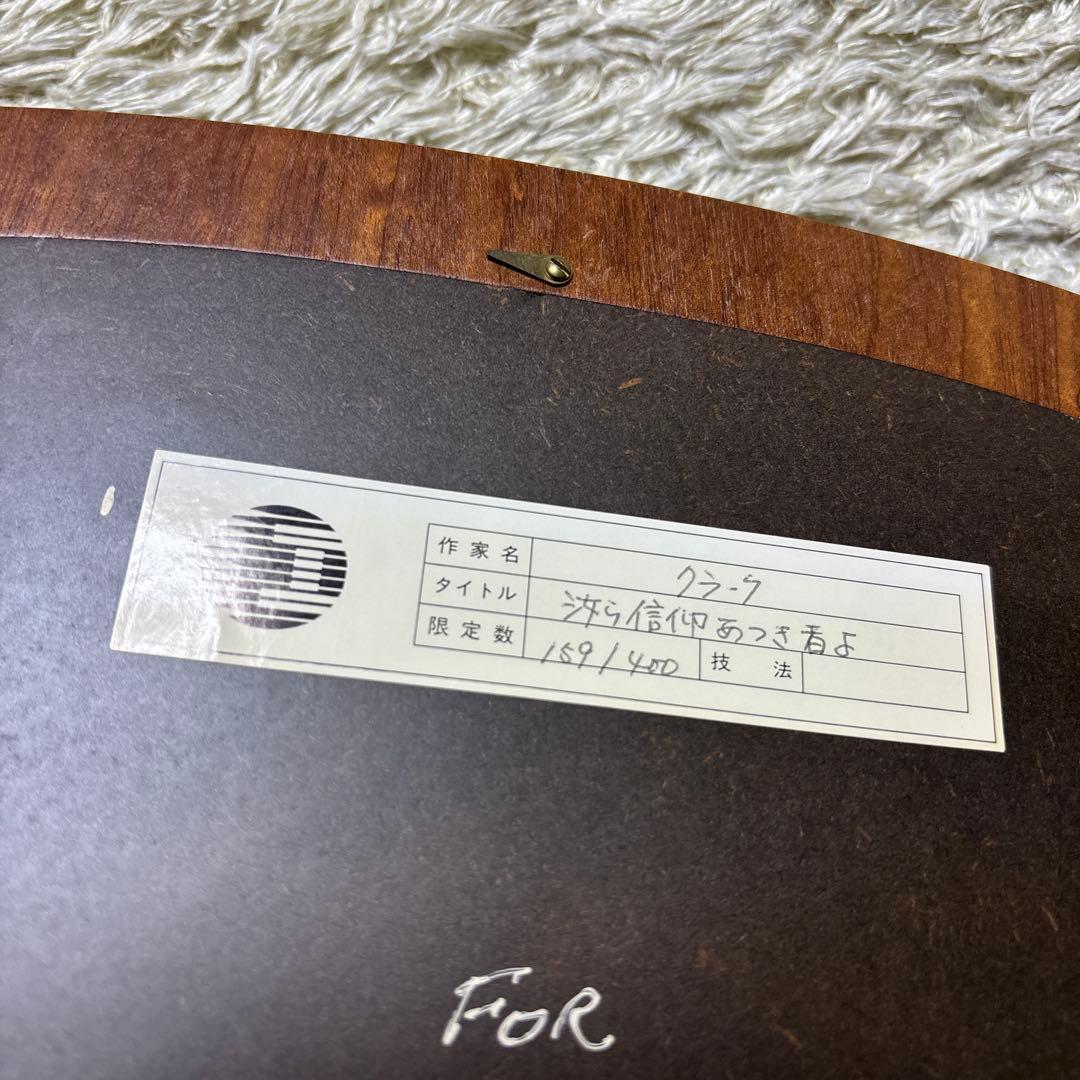 作家名 クラーク
タイトル 汝ら信仰あつき者よ
限定数 159/400 技法
FOR